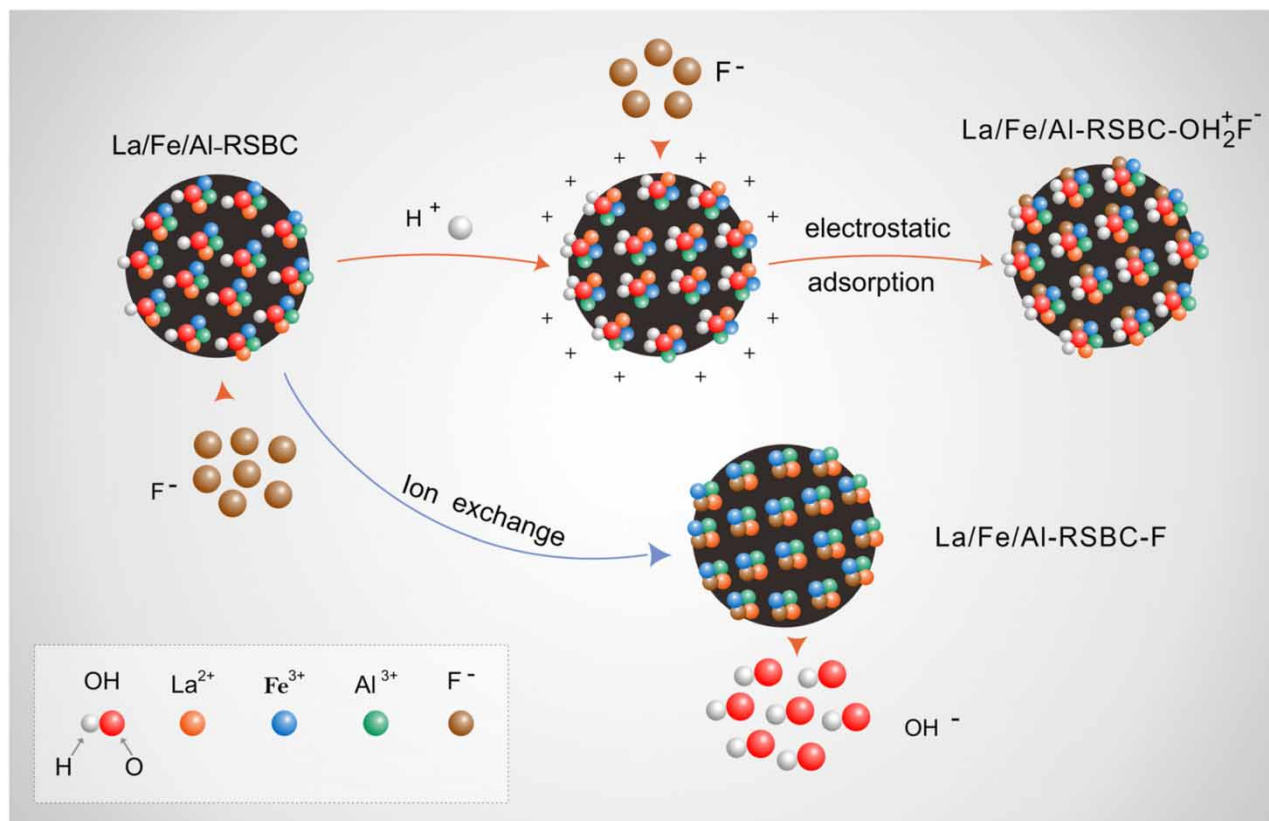 F⁻
La/Fe/Al-RSBC
La/Fe/Al-RSBC-OH₂⁺F⁻
H⁺
electrostatic
adsorption
+ + + + + + + + + + + +
F⁻
Ion exchange
La/Fe/Al-RSBC-F
OH La²⁺ Fe³⁺ Al³⁺ F⁻
H O
OH⁻